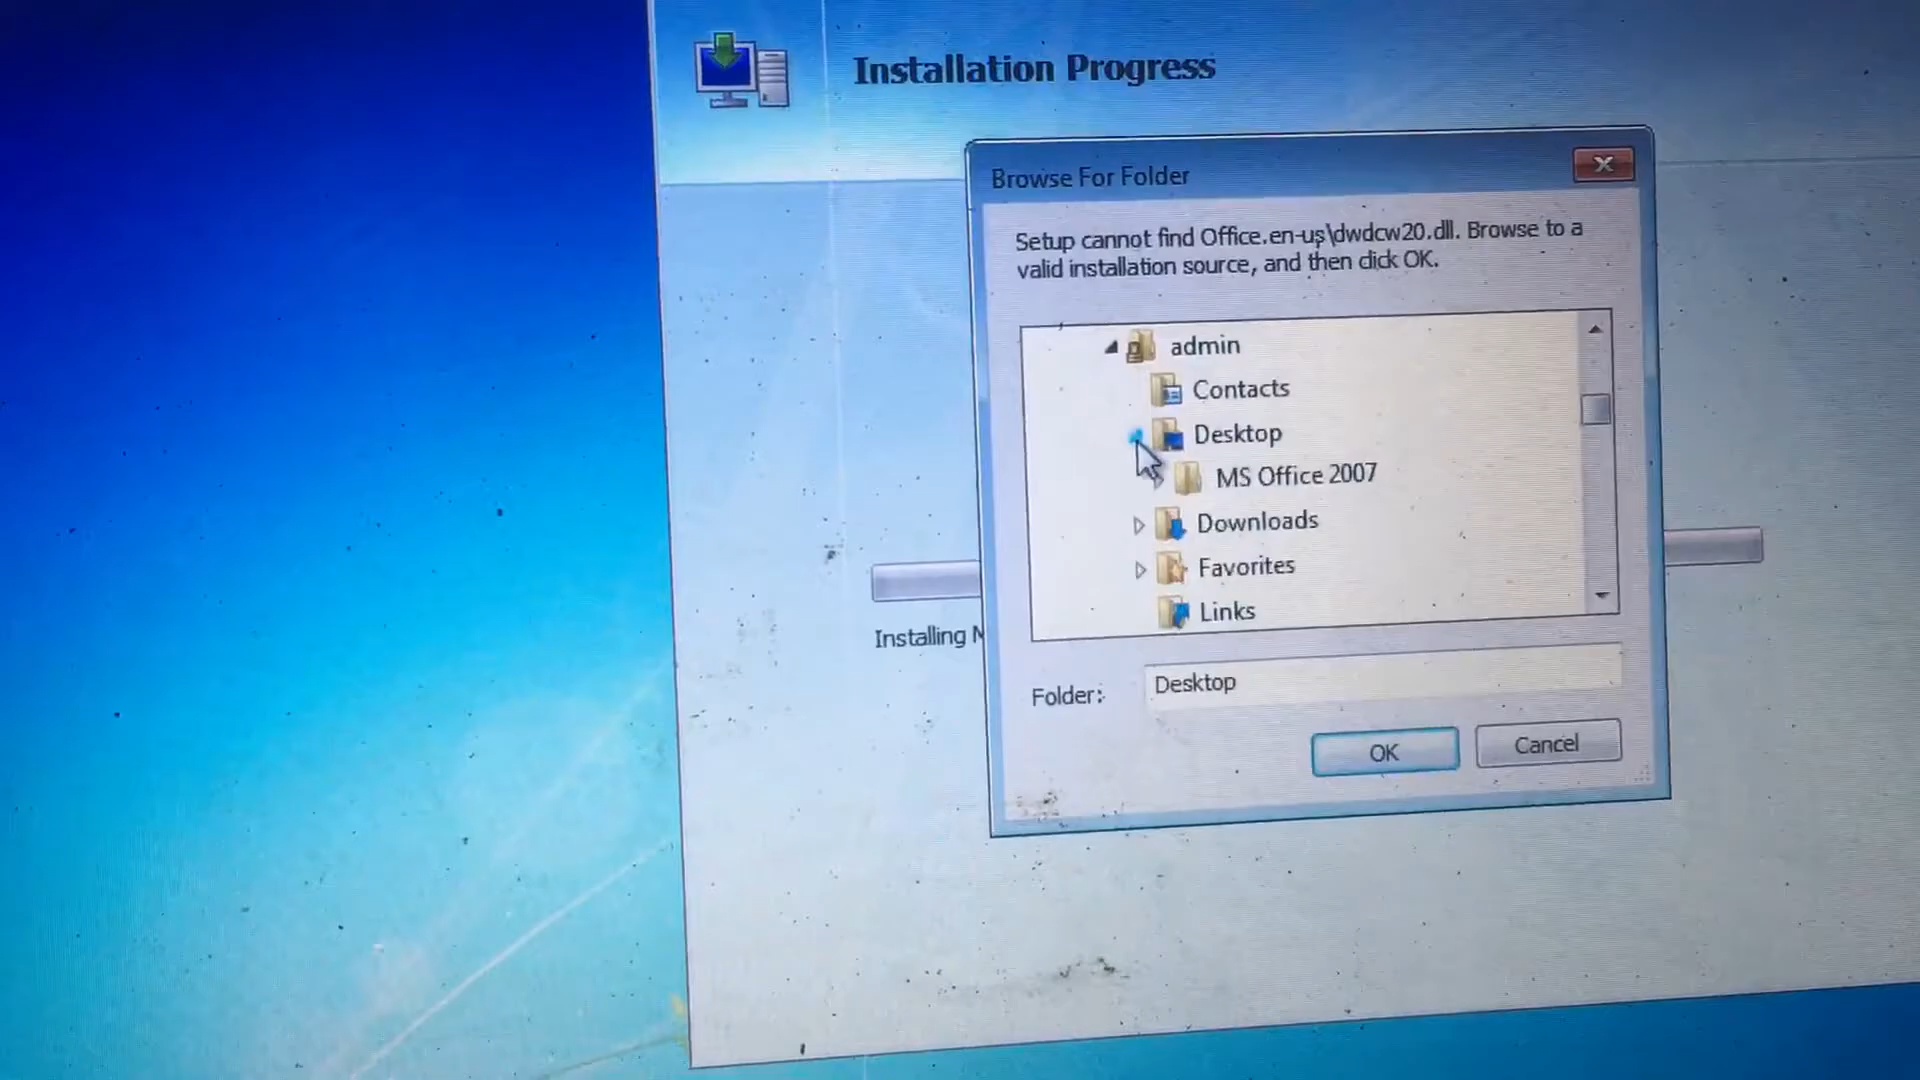 Installation Progress
Browse For Folder
Setup cannot find Office.en-us\dwdcw20.dll. Browse to a
valid installation source, and then click OK.
admin
Contacts
Desktop
MS Office 2007
Downloads
Favorites
Links
Installing M
Folder: Desktop
OK
Cancel